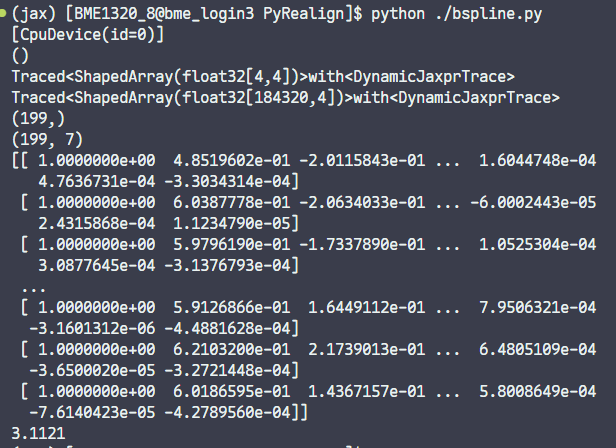 (jax) [BME1320_8@bme_login3 PyRealign]$ python ./bspline.py
[CpuDevice(id=0)]
()
Traced<ShapedArray(float32[4,4])>with<DynamicJaxprTrace>
Traced<ShapedArray(float32[184320,4])>with<DynamicJaxprTrace>
(199,)
(199, 7)
[[ 1.0000000e+00  4.8519602e-01 -2.0115843e-01 ...  1.6044748e-04
   4.7636731e-04 -3.3034314e-04]
 [ 1.0000000e+00  6.0387778e-01 -2.0634033e-01 ... -6.0002443e-05
   2.4315868e-04  1.1234790e-05]
 [ 1.0000000e+00  5.9796190e-01 -1.7337890e-01 ...  1.0525304e-04
   3.0877645e-04 -3.1376793e-04]
 ...
 [ 1.0000000e+00  5.9126866e-01  1.6449112e-01 ...  7.9506321e-04
  -3.1601312e-06 -4.4881628e-04]
 [ 1.0000000e+00  6.2103200e-01  2.1739013e-01 ...  6.4805109e-04
  -3.6500020e-05 -3.2721448e-04]
 [ 1.0000000e+00  6.0186595e-01  1.4367157e-01 ...  5.8008649e-04
  -7.6140423e-05 -4.2789560e-04]]
3.1121